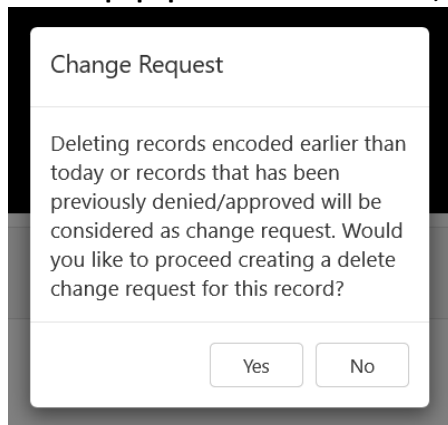 Change Request
Deleting records encoded earlier than
today or records that has been
previously denied/approved will be
considered as change request. Would
you like to proceed creating a delete
change request for this record?
Yes
No